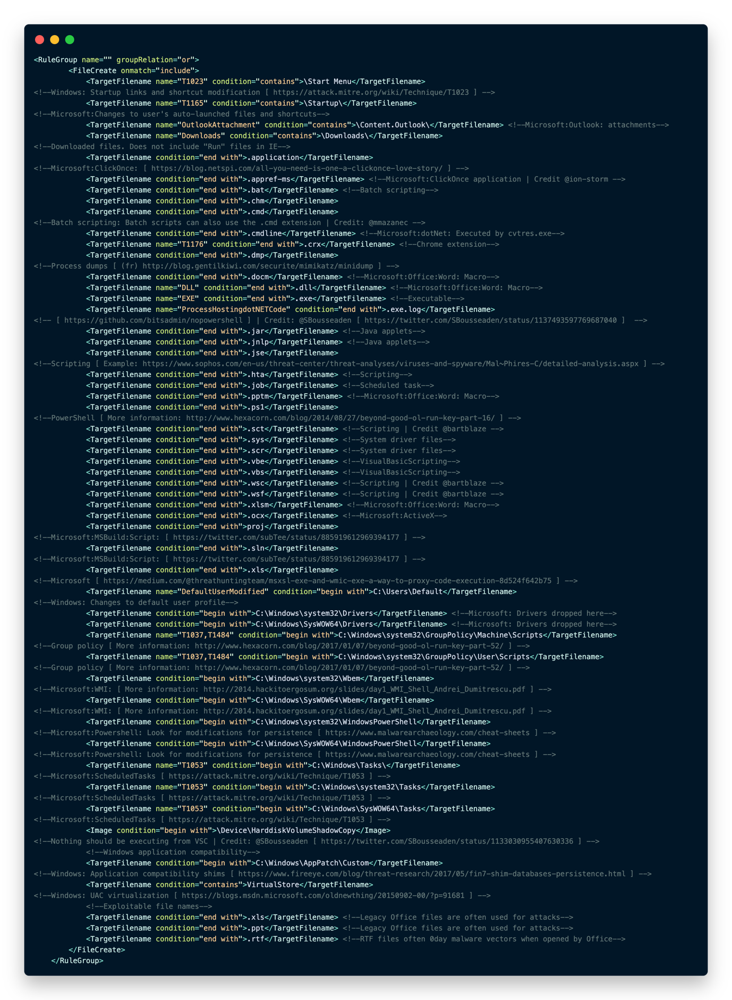 <RuleGroup name="" groupRelation="or">
<FileCreate onmatch="include">
<TargetFilename name="T1023" condition="contains">\Start Menu</TargetFilename>
<!--Windows: Startup links and shortcut modification [ https://attack.mitre.org/wiki/Technique/T1023 ] -->
<TargetFilename name="T1165" condition="contains">\Startup\</TargetFilename>
<!--Microsoft:Changes to user's auto-launched files and shortcuts-->
<TargetFilename name="OutlookAttachment" condition="contains">\Content.Outlook\</TargetFilename> <!--Microsoft:Outlook: attachments-->
<TargetFilename name="Downloads" condition="contains">\Downloads\</TargetFilename>
<!--Downloaded files. Does not include "Run" files in IE-->
<TargetFilename condition="end with">.application</TargetFilename>
<!--Microsoft:ClickOnce: [ https://blog.netspi.com/all-you-need-is-one-a-clickonce-love-story/ ] -->
<TargetFilename condition="end with">.appref-ms</TargetFilename> <!--Microsoft:ClickOnce application | Credit @ion-storm -->
<TargetFilename condition="end with">.bat</TargetFilename> <!--Batch scripting-->
<TargetFilename condition="end with">.chm</TargetFilename>
<TargetFilename condition="end with">.cmd</TargetFilename>
<!--Batch scripting: Batch scripts can also use the .cmd extension | Credit: @mmazanec -->
<TargetFilename condition="end with">.cmdline</TargetFilename> <!--Microsoft:dotNet: Executed by cvtres.exe-->
<TargetFilename name="T1176" condition="end with">.crx</TargetFilename> <!--Chrome extension-->
<TargetFilename condition="end with">.dmp</TargetFilename>
<!--Process dumps [ (fr) http://blog.gentilkiwi.com/securite/mimikatz/minidump ] -->
<TargetFilename condition="end with">.docm</TargetFilename> <!--Microsoft:Office:Word: Macro-->
<TargetFilename name="DLL" condition="end with">.dll</TargetFilename> <!--Microsoft:Office:Word: Macro-->
<TargetFilename name="EXE" condition="end with">.exe</TargetFilename> <!--Executable-->
<TargetFilename name="ProcessHostingdotNETCode" condition="end with">.exe.log</TargetFilename>
<!-- [ https://github.com/bitsadmin/nopowershell ] | Credit: @SBousseaden [ https://twitter.com/SBousseaden/status/1137493597769687040 ]  -->
<TargetFilename condition="end with">.jar</TargetFilename> <!--Java applets-->
<TargetFilename condition="end with">.jnlp</TargetFilename> <!--Java applets-->
<TargetFilename condition="end with">.jse</TargetFilename>
<!--Scripting [ Example: https://www.sophos.com/en-us/threat-center/threat-analyses/viruses-and-spyware/Mal~Phires-C/detailed-analysis.aspx ] -->
<TargetFilename condition="end with">.hta</TargetFilename> <!--Scripting-->
<TargetFilename condition="end with">.job</TargetFilename> <!--Scheduled task-->
<TargetFilename condition="end with">.pptm</TargetFilename> <!--Microsoft:Office:Word: Macro-->
<TargetFilename condition="end with">.ps1</TargetFilename>
<!--PowerShell [ More information: http://www.hexacorn.com/blog/2014/08/27/beyond-good-ol-run-key-part-16/ ] -->
<TargetFilename condition="end with">.sct</TargetFilename> <!--Scripting | Credit @bartblaze -->
<TargetFilename condition="end with">.sys</TargetFilename> <!--System driver files-->
<TargetFilename condition="end with">.scr</TargetFilename> <!--System driver files-->
<TargetFilename condition="end with">.vbe</TargetFilename> <!--VisualBasicScripting-->
<TargetFilename condition="end with">.vbs</TargetFilename> <!--VisualBasicScripting-->
<TargetFilename condition="end with">.wsc</TargetFilename> <!--Scripting | Credit @bartblaze -->
<TargetFilename condition="end with">.wsf</TargetFilename> <!--Scripting | Credit @bartblaze -->
<TargetFilename condition="end with">.xlsm</TargetFilename> <!--Microsoft:Office:Word: Macro-->
<TargetFilename condition="end with">.ocx</TargetFilename> <!--Microsoft:ActiveX-->
<TargetFilename condition="end with">proj</TargetFilename>
<!--Microsoft:MSBuild:Script: [ https://twitter.com/subTee/status/885919612969394177 ] -->
<TargetFilename condition="end with">.sln</TargetFilename>
<!--Microsoft:MSBuild:Script: [ https://twitter.com/subTee/status/885919612969394177 ] -->
<TargetFilename condition="end with">.xls</TargetFilename>
<!--Microsoft [ https://medium.com/@threathuntingteam/msxsl-exe-and-wmic-exe-a-way-to-proxy-code-execution-8d524f642b75 ] -->
<TargetFilename name="DefaultUserModified" condition="begin with">C:\Users\Default</TargetFilename>
<!--Windows: Changes to default user profile-->
<TargetFilename condition="begin with">C:\Windows\system32\Drivers</TargetFilename> <!--Microsoft: Drivers dropped here-->
<TargetFilename condition="begin with">C:\Windows\SysWOW64\Drivers</TargetFilename> <!--Microsoft: Drivers dropped here-->
<TargetFilename name="T1037,T1484" condition="begin with">C:\Windows\system32\GroupPolicy\Machine\Scripts</TargetFilename>
<!--Group policy [ More information: http://www.hexacorn.com/blog/2017/01/07/beyond-good-ol-run-key-part-52/ ] -->
<TargetFilename name="T1037,T1484" condition="begin with">C:\Windows\system32\GroupPolicy\User\Scripts</TargetFilename>
<!--Group policy [ More information: http://www.hexacorn.com/blog/2017/01/07/beyond-good-ol-run-key-part-52/ ] -->
<TargetFilename condition="begin with">C:\Windows\system32\Wbem</TargetFilename>
<!--Microsoft:WMI: [ More information: http://2014.hackitoergosum.org/slides/day1_WMI_Shell_Andrei_Dumitrescu.pdf ] -->
<TargetFilename condition="begin with">C:\Windows\SysWOW64\Wbem</TargetFilename>
<!--Microsoft:WMI: [ More information: http://2014.hackitoergosum.org/slides/day1_WMI_Shell_Andrei_Dumitrescu.pdf ] -->
<TargetFilename condition="begin with">C:\Windows\system32\WindowsPowerShell</TargetFilename>
<!--Microsoft:Powershell: Look for modifications for persistence [ https://www.malwarearchaeology.com/cheat-sheets ] -->
<TargetFilename condition="begin with">C:\Windows\SysWOW64\WindowsPowerShell</TargetFilename>
<!--Microsoft:Powershell: Look for modifications for persistence [ https://www.malwarearchaeology.com/cheat-sheets ] -->
<TargetFilename name="T1053" condition="begin with">C:\Windows\Tasks\</TargetFilename>
<!--Microsoft:ScheduledTasks [ https://attack.mitre.org/wiki/Technique/T1053 ] -->
<TargetFilename name="T1053" condition="begin with">C:\Windows\system32\Tasks</TargetFilename>
<!--Microsoft:ScheduledTasks [ https://attack.mitre.org/wiki/Technique/T1053 ] -->
<TargetFilename name="T1053" condition="begin with">C:\Windows\SysWOW64\Tasks</TargetFilename>
<!--Microsoft:ScheduledTasks [ https://attack.mitre.org/wiki/Technique/T1053 ] -->
<Image condition="begin with">\Device\HarddiskVolumeShadowCopy</Image>
<!--Nothing should be executing from VSC | Credit: @SBousseaden [ https://twitter.com/SBousseaden/status/1133030955407630336 ] -->
<!--Windows application compatibility-->
<TargetFilename condition="begin with">C:\Windows\AppPatch\Custom</TargetFilename>
<!--Windows: Application compatibility shims [ https://www.fireeye.com/blog/threat-research/2017/05/fin7-shim-databases-persistence.html ] -->
<TargetFilename condition="contains">VirtualStore</TargetFilename>
<!--Windows: UAC virtualization [ https://blogs.msdn.microsoft.com/oldnewthing/20150902-00/?p=91681 ] -->
<!--Exploitable file names-->
<TargetFilename condition="end with">.xls</TargetFilename> <!--Legacy Office files are often used for attacks-->
<TargetFilename condition="end with">.ppt</TargetFilename> <!--Legacy Office files are often used for attacks-->
<TargetFilename condition="end with">.rtf</TargetFilename> <!--RTF files often 0day malware vectors when opened by Office-->
</FileCreate>
</RuleGroup>